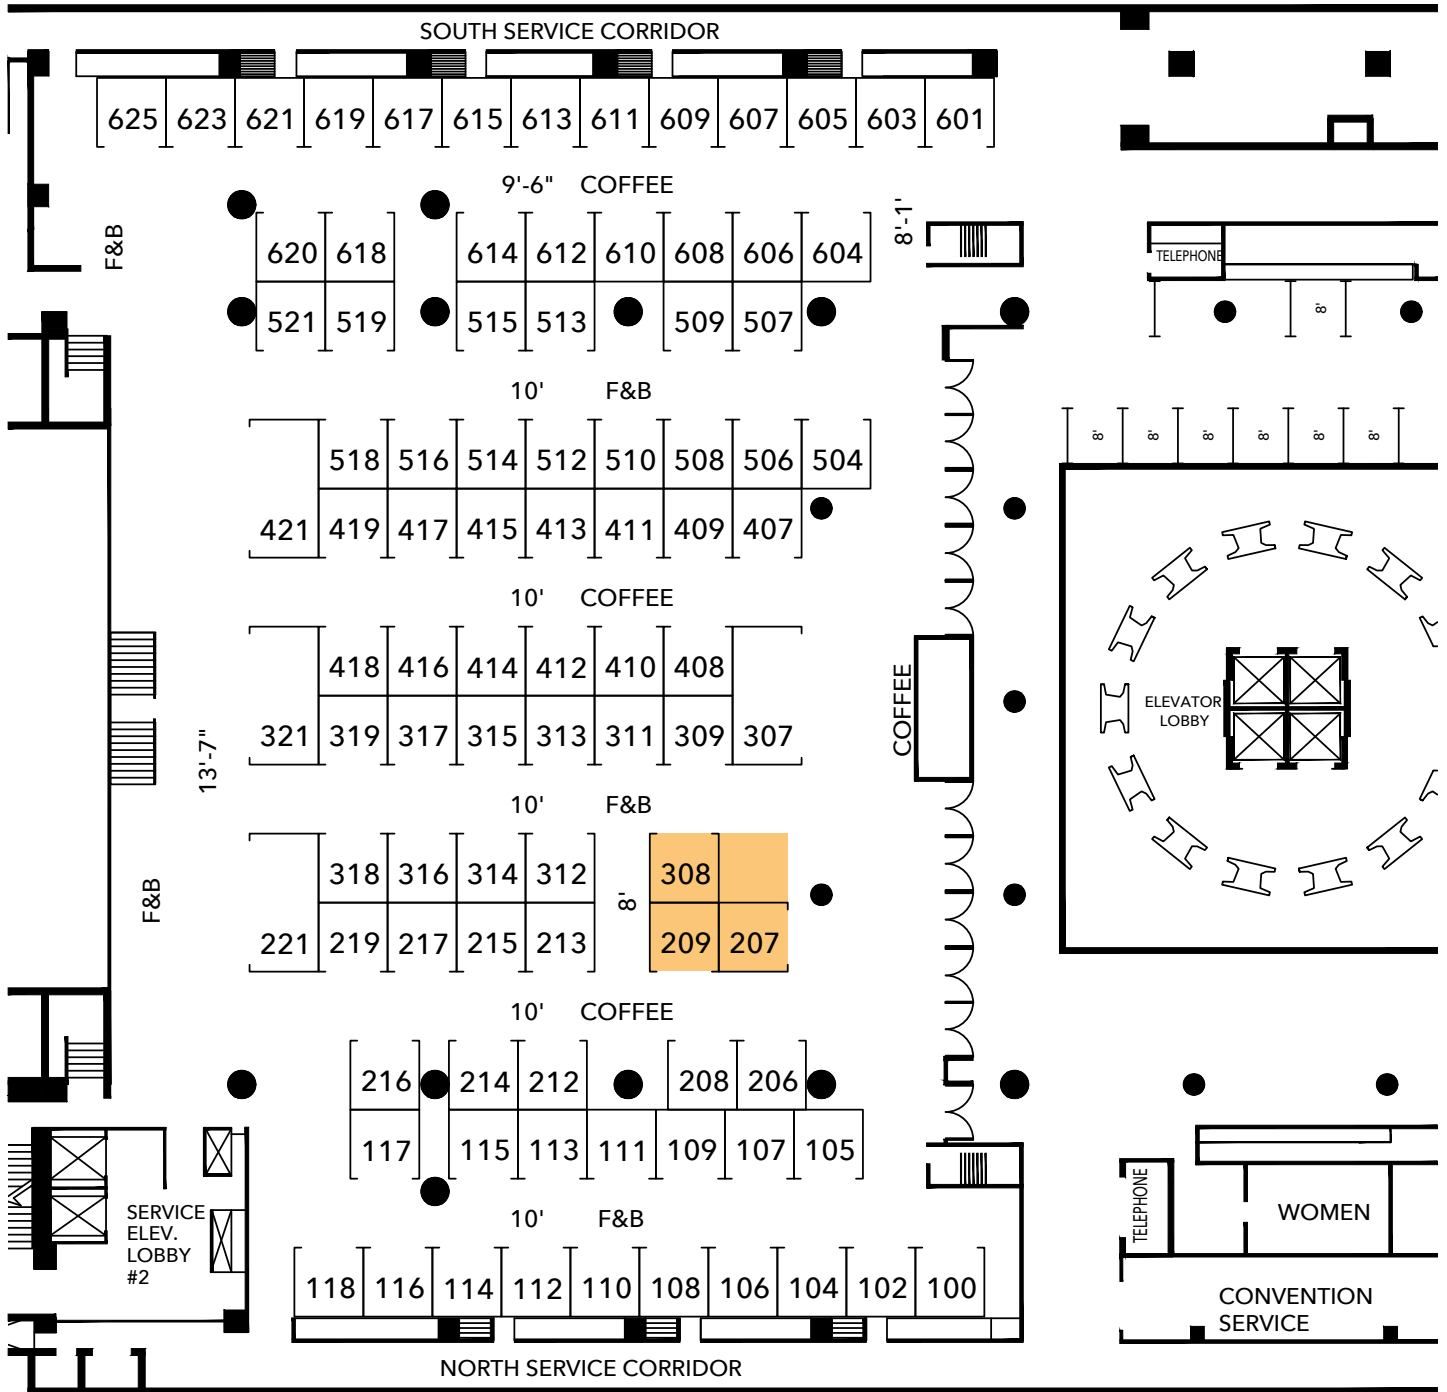 SOUTH SERVICE CORRIDOR
625 623 621 619 617 615 613 611 609 607 605 603 601
9'-6" COFFEE
8'-1'
F&B
620 618 614 612 610 608 606 604
TELEPHONE
521 519 515 513 509 507
8'
10' F&B
8' 8' 8' 8' 8' 8'
518 516 514 512 510 508 506 504
421 419 417 415 413 411 409 407
10' COFFEE
418 416 414 412 410 408
COFFEE
ELEVATOR
LOBBY
321 319 317 315 313 311 309 307
13'-7"
10' F&B
318 316 314 312 308
F&B
8'
221 219 217 215 213 209 207
10' COFFEE
216 214 212 208 206
117 115 113 111 109 107 105
SERVICE
ELEV.
LOBBY
#2
10' F&B
TELEPHONE
WOMEN
118 116 114 112 110 108 106 104 102 100
CONVENTION
SERVICE
NORTH SERVICE CORRIDOR